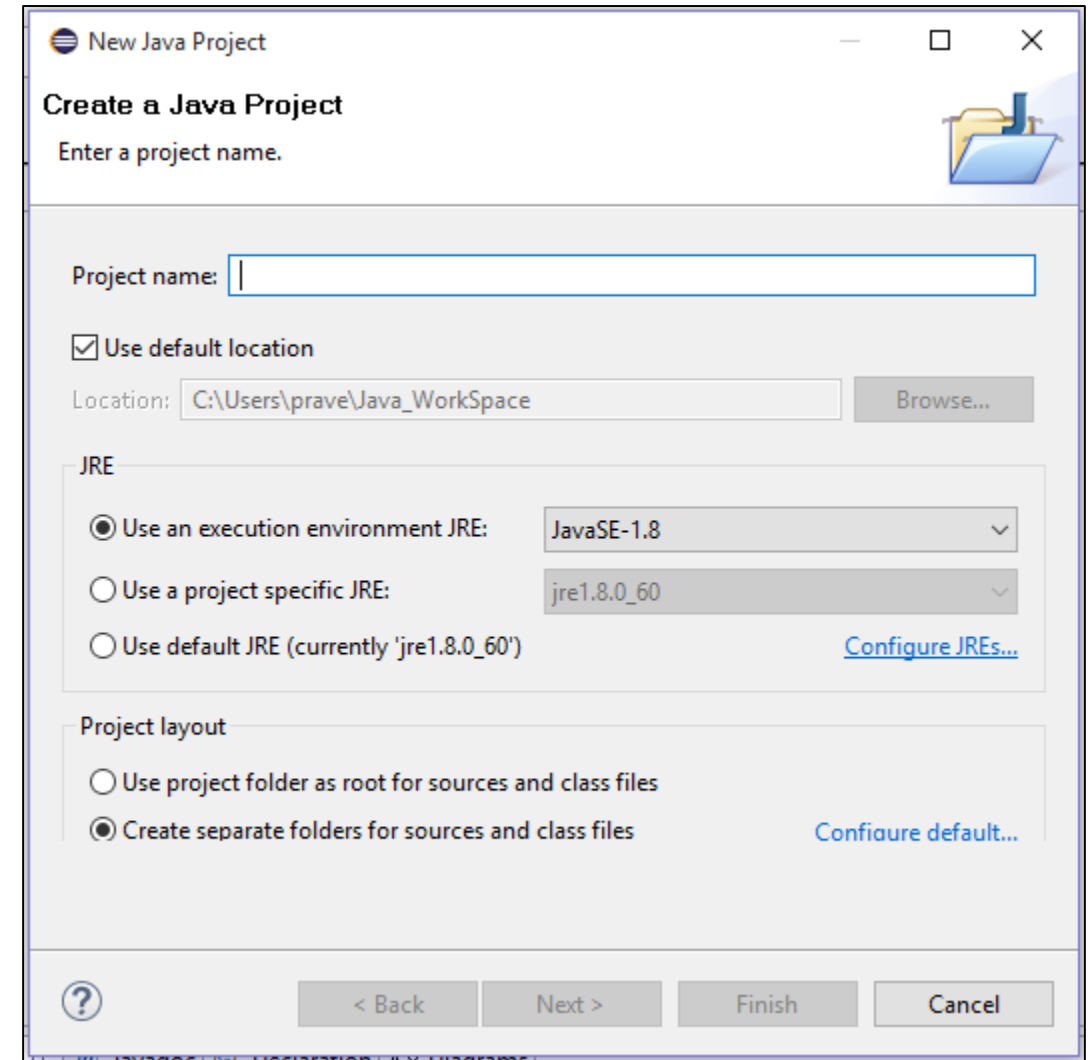 New Java Project
Create a Java Project
Enter a project name.
Project name:
Use default location
Location: C:\Users\prave\Java_WorkSpace Browse...
JRE
Use an execution environment JRE: JavaSE-1.8
Use a project specific JRE: jre1.8.0_60
Use default JRE (currently 'jre1.8.0_60') Configure JREs...
Project layout
Use project folder as root for sources and class files
Create separate folders for sources and class files Configure default...
< Back Next > Finish Cancel
Javadoc Declaration Diagrams